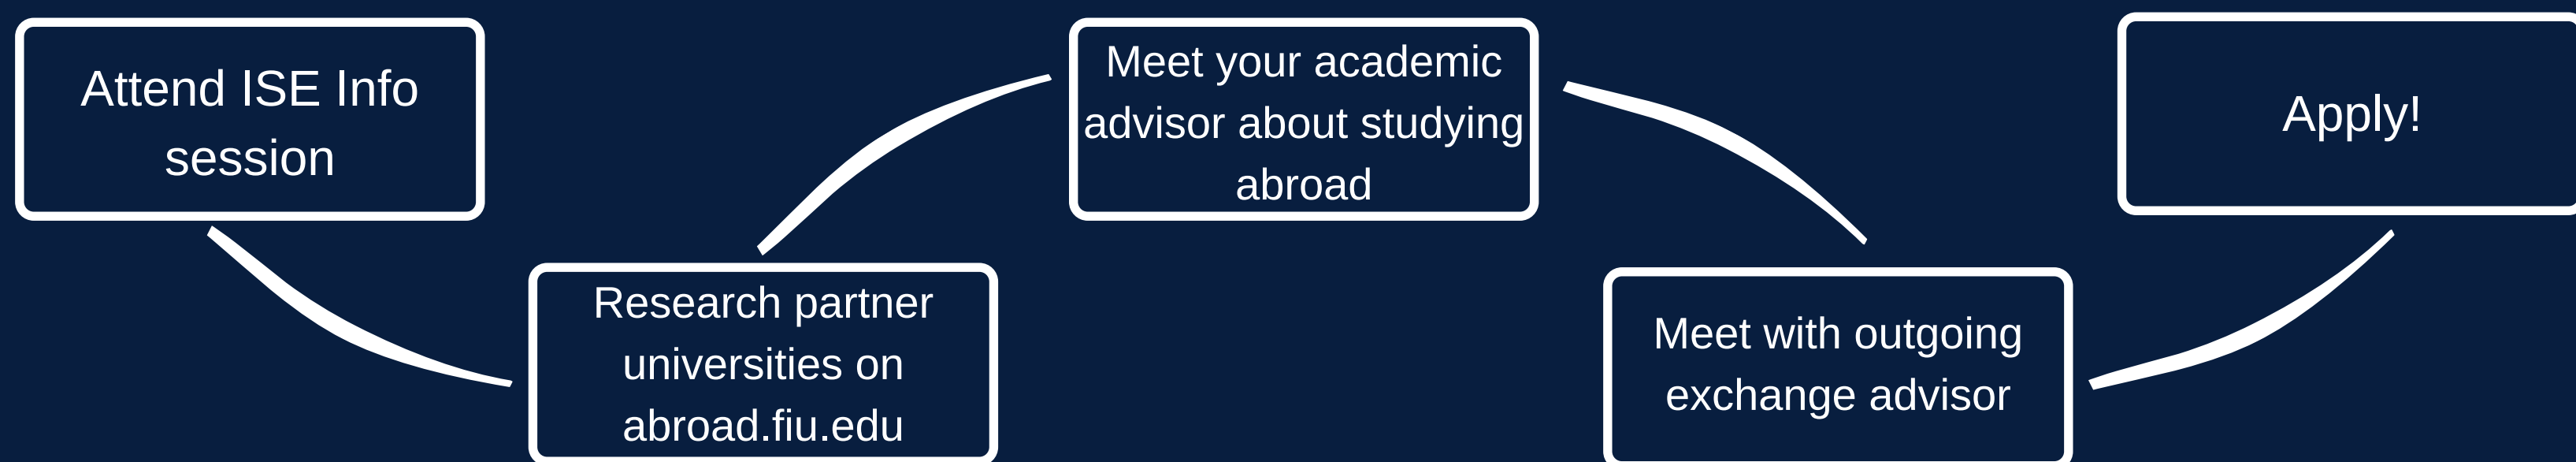 Attend ISE Info
session
Research partner
universities on
abroad.fiu.edu
Meet your academic
advisor about studying
abroad
Meet with outgoing
exchange advisor
Apply!